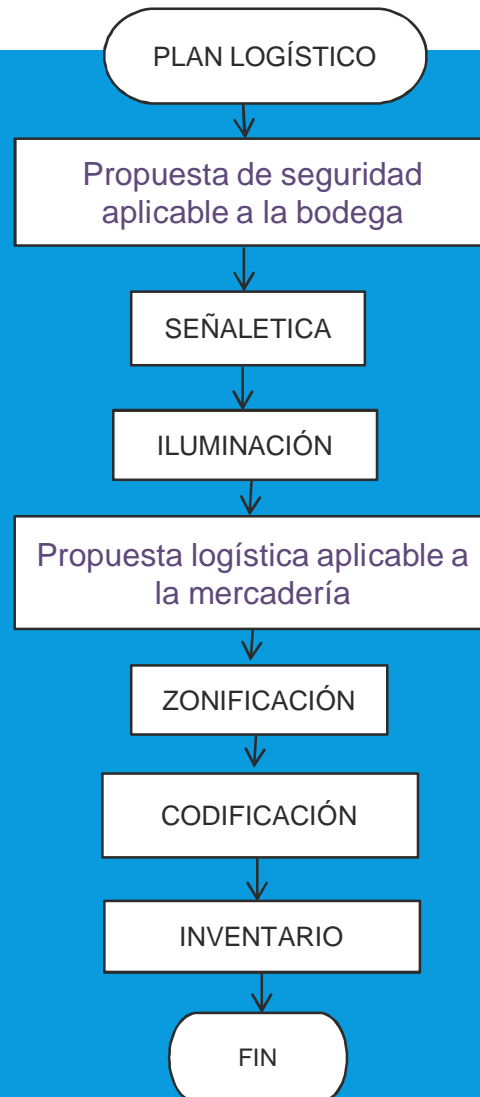 PLAN LOGÍSTICO
Propuesta de seguridad
aplicable a la bodega
SEÑALETICA
ILUMINACIÓN
Propuesta logística aplicable a
la mercadería
ZONIFICACIÓN
CODIFICACIÓN
INVENTARIO
FIN